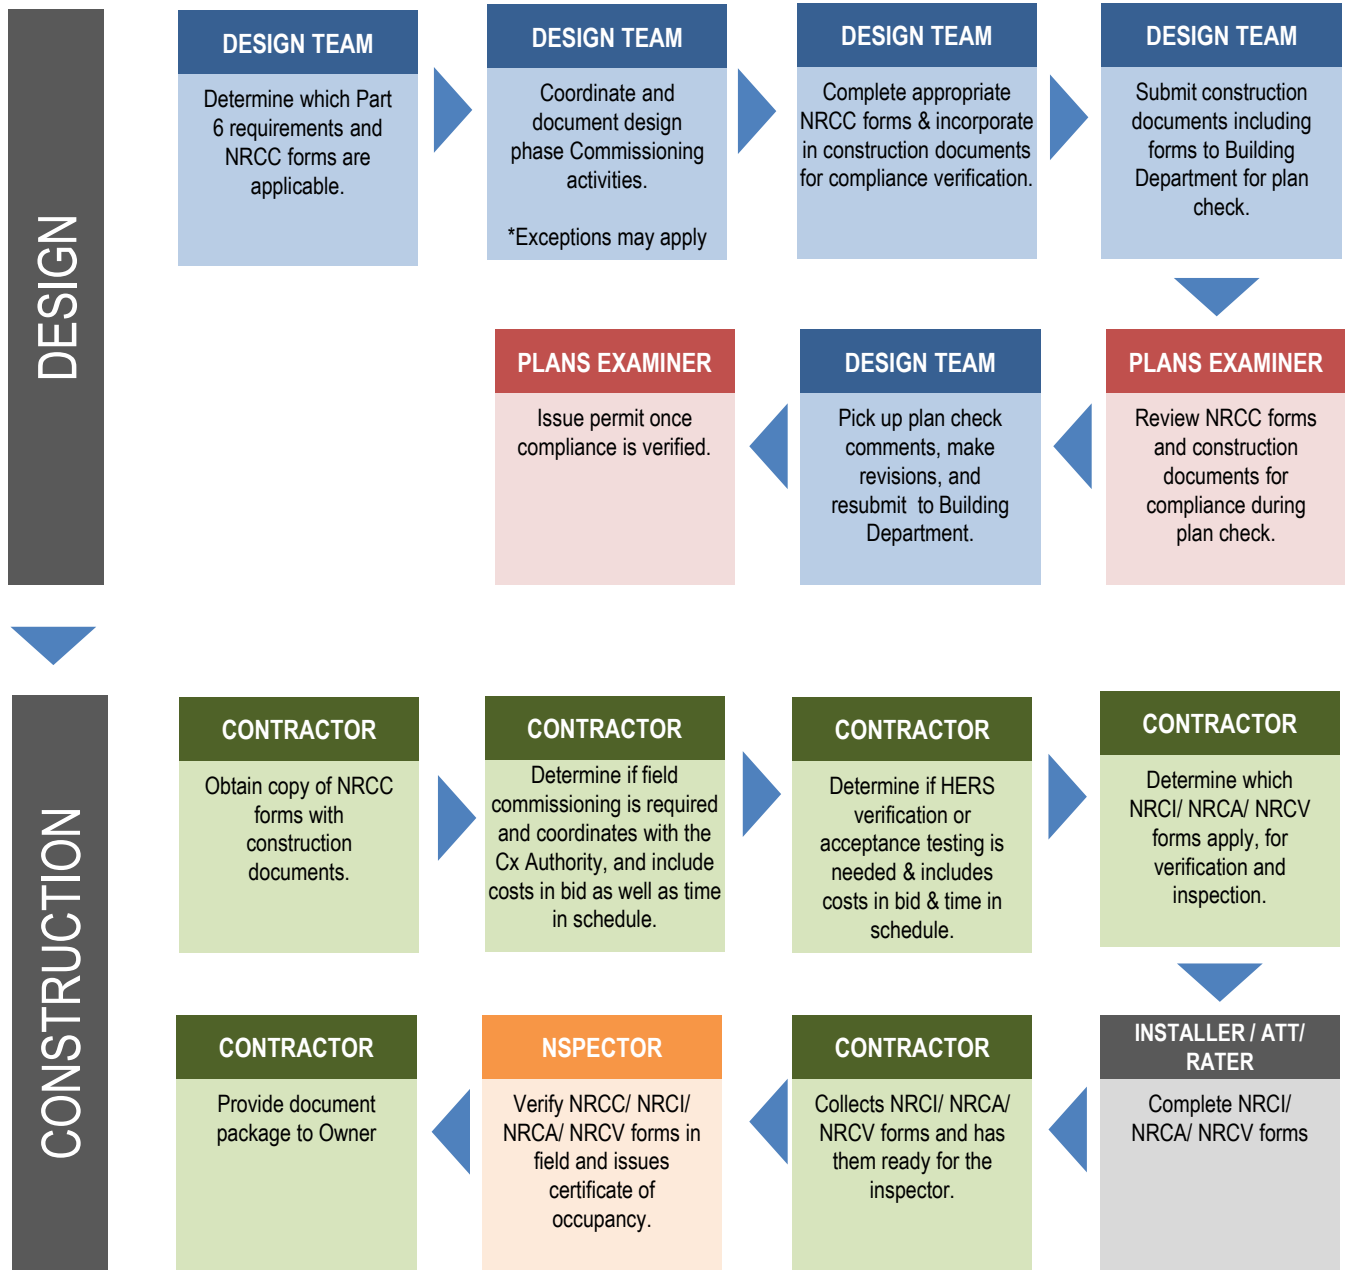 DESIGN
DESIGN TEAM
Determine which Part
6 requirements and
NRCC forms are
applicable.
DESIGN TEAM
Coordinate and
document design
phase Commissioning
activities.
*Exceptions may apply
DESIGN TEAM
Complete appropriate
NRCC forms & incorporate
in construction documents
for compliance verification.
DESIGN TEAM
Submit construction
documents including
forms to Building
Department for plan
check.
PLANS EXAMINER
Review NRCC forms
and construction
documents for
compliance during
plan check.
DESIGN TEAM
Pick up plan check
comments, make
revisions, and
resubmit to Building
Department.
PLANS EXAMINER
Issue permit once
compliance is verified.
CONSTRUCTION
CONTRACTOR
Obtain copy of NRCC
forms with
construction
documents.
CONTRACTOR
Determine if field
commissioning is required
and coordinates with the
Cx Authority, and include
costs in bid as well as time
in schedule.
CONTRACTOR
Determine if HERS
verification or
acceptance testing is
needed & includes
costs in bid & time in
schedule.
CONTRACTOR
Determine which
NRCI/ NRCA/ NRCV
forms apply, for
verification and
inspection.
INSTALLER / ATT/
RATER
Complete NRCI/
NRCA/ NRCV forms
CONTRACTOR
Collects NRCI/ NRCA/
NRCV forms and has
them ready for the
inspector.
NSPECTOR
Verify NRCC/ NRCI/
NRCA/ NRCV forms in
field and issues
certificate of
occupancy.
CONTRACTOR
Provide document
package to Owner